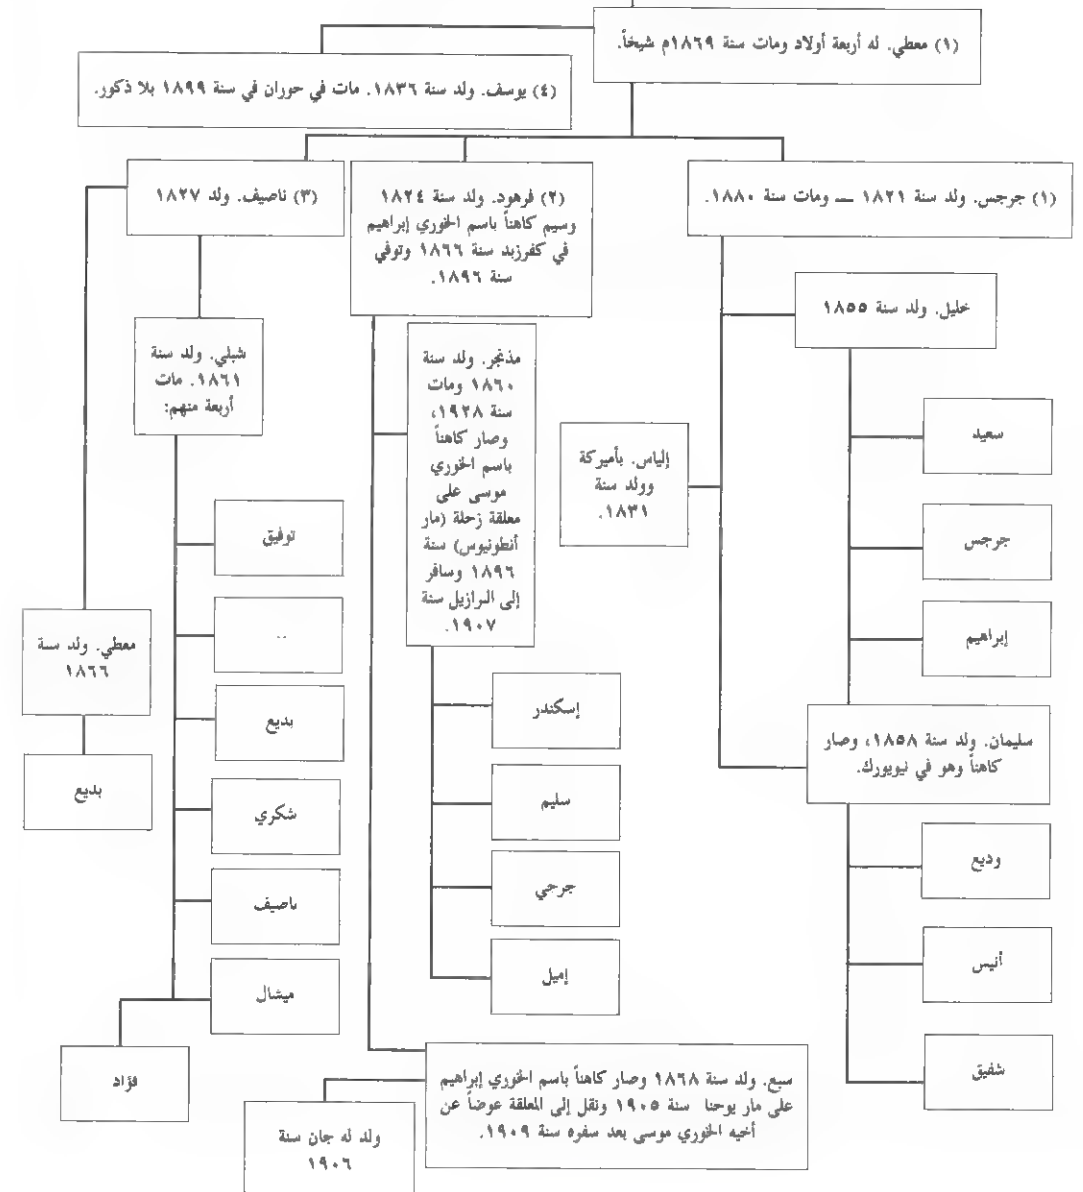 (١) معطي. له أربعة أولاد ومات سنة ١٨٦٩م شيخاً.
(٤) يوسف. ولد سنة ١٨٣٦. مات في حوران في سنة ١٨٩٩ بلا ذكور.
(١) جرجس. ولد سنة ١٨٢١ — ومات سنة ١٨٨٠.
(٢) فرهود. ولد سنة ١٨٢٤
وسيم كاهناً باسم الخوري إبراهيم
في كفرزبد سنة ١٨٦٦ وتوفي
سنة ١٨٩٦.
(٣) ناصيف. ولد ١٨٢٧
خليل. ولد سنة ١٨٥٥
سعيد
جرجس
إبراهيم
إلياس. بأميركة
وولد سنة
١٨٣١.
سليمان. ولد سنة ١٨٥٨، وصار
كاهناً وهو في نيويورك.
وديع
أنيس
شفيق
مذنجر. ولد سنة
١٨٦٠ ومات
سنة ١٩٢٨،
وصار كاهناً
باسم الخوري
موسى على
معلقة زحلة (مار
أنطونيوس) سنة
١٨٩٦ وسافر
إلى البرازيل سنة
١٩٠٧.
إسكندر
سليم
جرجي
إميل
سبع. ولد سنة ١٨٦٨ وصار كاهناً باسم الخوري إبراهيم
على مار يوحنا سنة ١٩٠٥ ونقل إلى المعلقة عوضاً عن
أخيه الخوري موسى بعد سفره سنة ١٩٠٩.
ولد له جان سنة
١٩٠٦
شبلي. ولد سنة
١٨٦١. مات
أربعة منهم:
توفيق
..
بديع
شكري
ناصيف
ميشال
فؤاد
معطي. ولد سنة
١٨٦٦
بديع